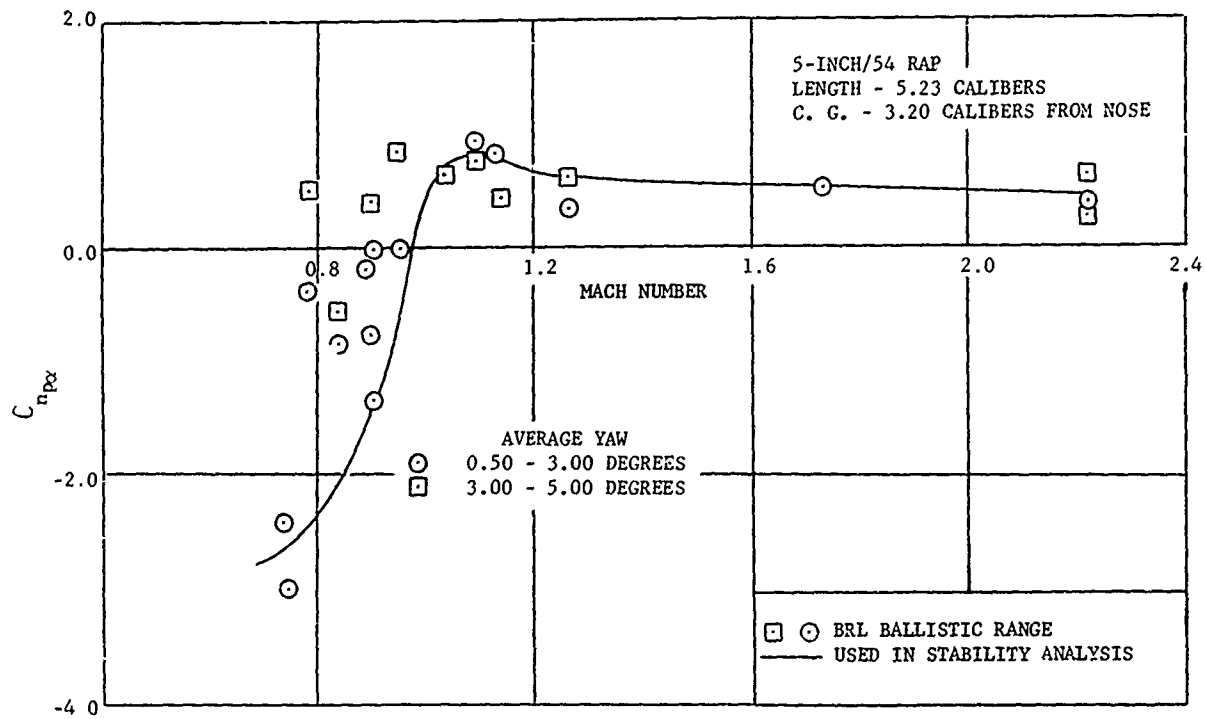 2.0
5-INCH/54 RAP
LENGTH - 5.23 CALIBERS
C. G. - 3.20 CALIBERS FROM NOSE
0.0
0.8
1.2
1.6
2.0
2.4
MACH NUMBER
C n pα
AVERAGE YAW
0.50 - 3.00 DEGREES
3.00 - 5.00 DEGREES
-2.0
BRL BALLISTIC RANGE
USED IN STABILITY ANALYSIS
-4 0